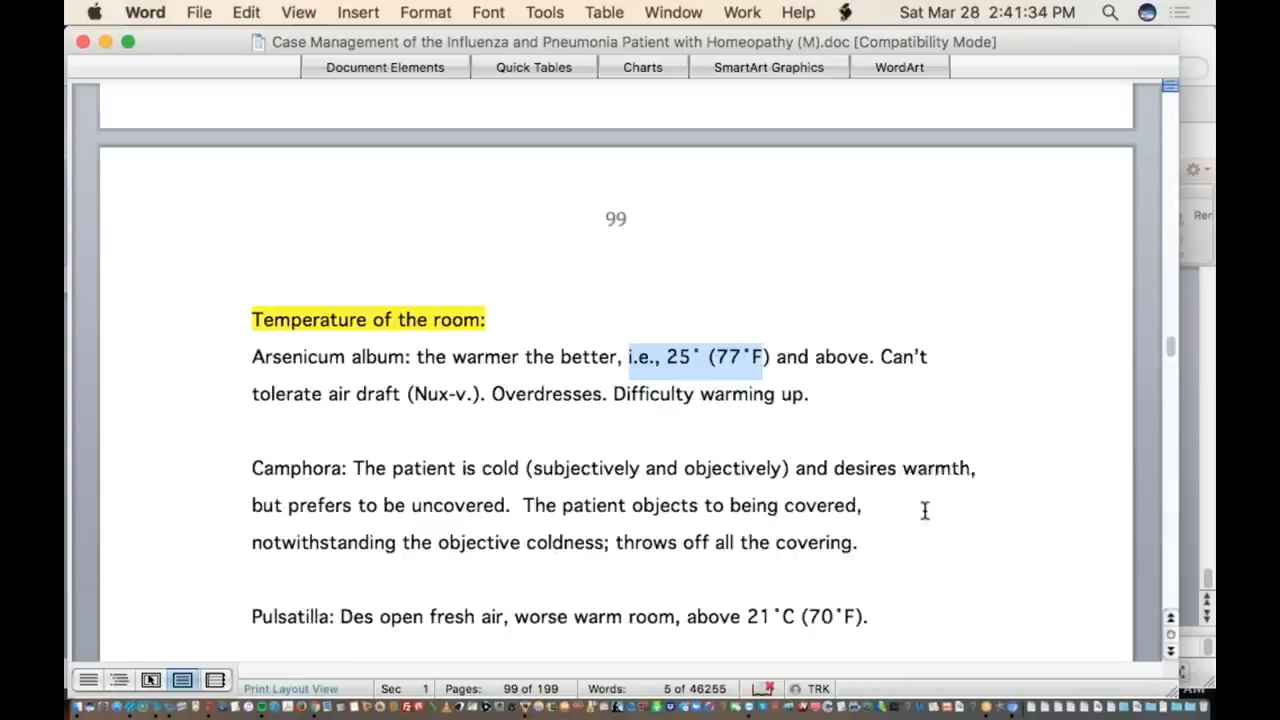 Word File Edit View Insert Format Font Tools Table Window Work Help Sat Mar 28 2:41:34 PM
Case Management of the Influenza and Pneumonia Patient with Homeopathy (M).doc [Compatibility Mode]
Document Elements Quick Tables Charts SmartArt Graphics WordArt
99
Ren
Temperature of the room:
Arsenicum album: the warmer the better, i.e., 25˚ (77˚F) and above. Can’t
tolerate air draft (Nux-v.). Overdresses. Difficulty warming up.
Camphora: The patient is cold (subjectively and objectively) and desires warmth,
but prefers to be uncovered.  The patient objects to being covered,
notwithstanding the objective coldness; throws off all the covering.
Pulsatilla: Des open fresh air, worse warm room, above 21˚C (70˚F).
Print Layout View Sec 1 Pages: 99 of 199 Words: 5 of 46255 TRK
AM